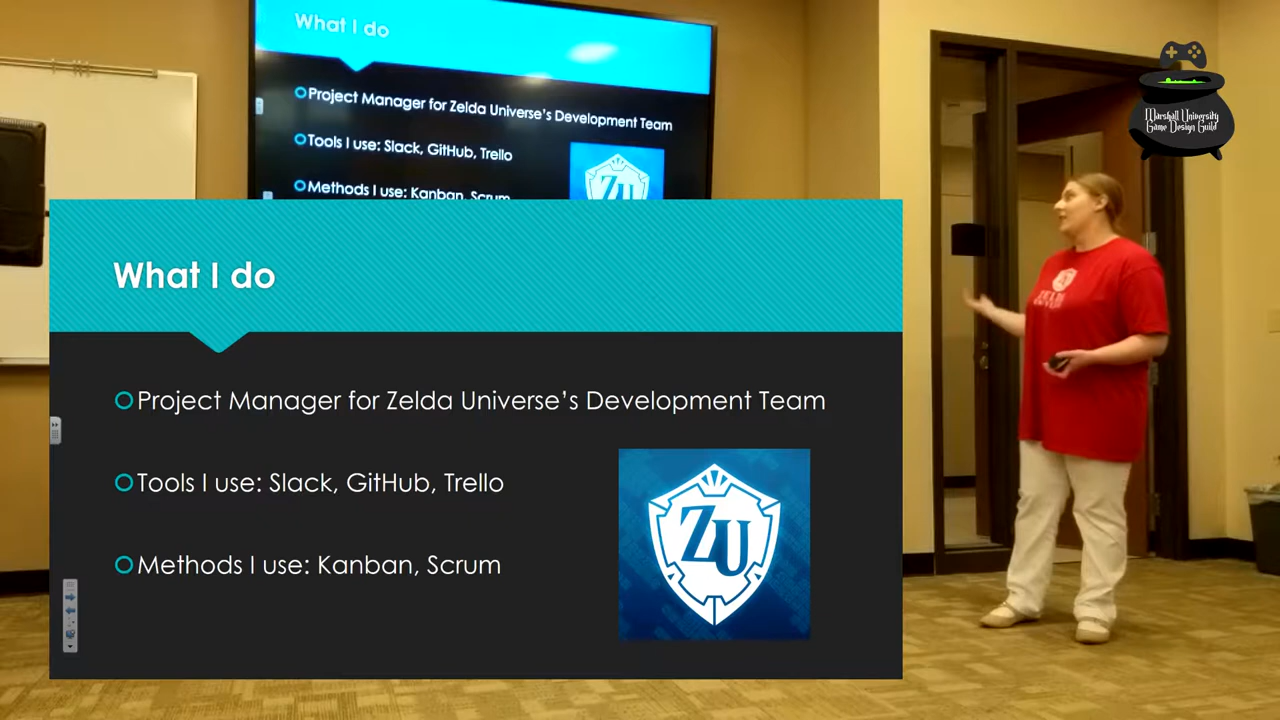 What I do
Project Manager for Zelda Universe's Development Team
Tools I use: Slack, GitHub, Trello
Methods I use: Kanban, Scrum
ZU
Marshall University
Game Design Guild
What I do
Project Manager for Zelda Universe's Development Team
Tools I use: Slack, GitHub, Trello
Methods I use: Kanban, Scrum
ZU